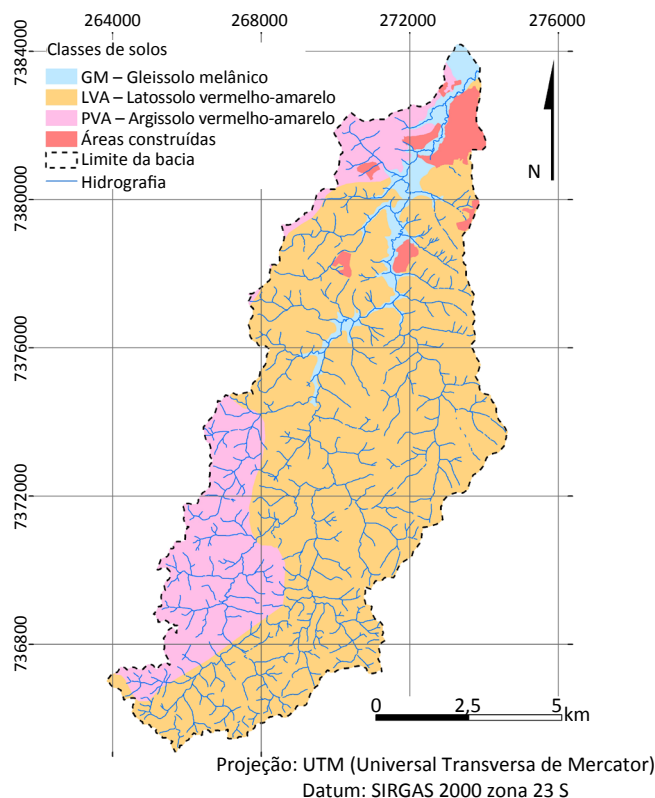 264000 268000 272000 276000
7384000
Classes de solos
GM – Gleissolo melânico
LVA – Latossolo vermelho-amarelo
PVA – Argissolo vermelho-amarelo
Áreas construídas
Limite da bacia
Hidrografia
N
7380000
7376000
7372000
736800
0 2,5 5
km
Projeção: UTM (Universal Transversa de Mercator)
Datum: SIRGAS 2000 zona 23 S